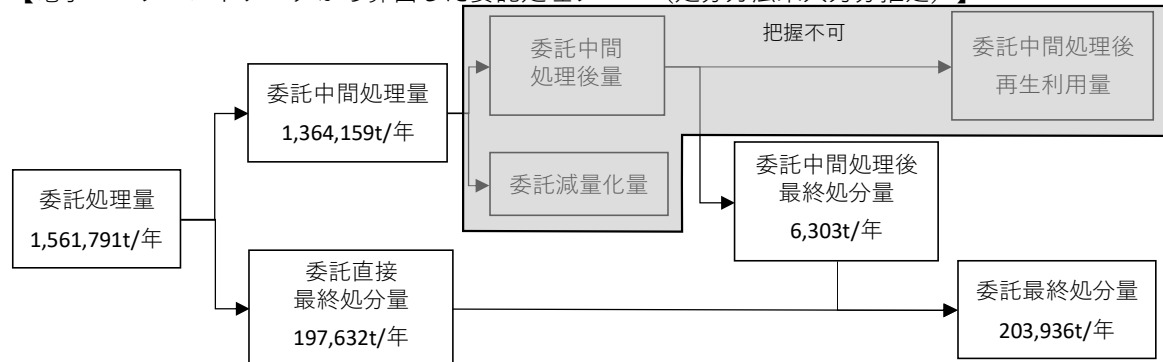 把握不可
委託中間
処理後量
委託中間処理後
再生利用量
委託中間処理量
1,364,159t/年
委託減量化量
委託中間処理後
最終処分量
6,303t/年
委託処理量
1,561,791t/年
委託直接
最終処分量
197,632t/年
委託最終処分量
203,936t/年